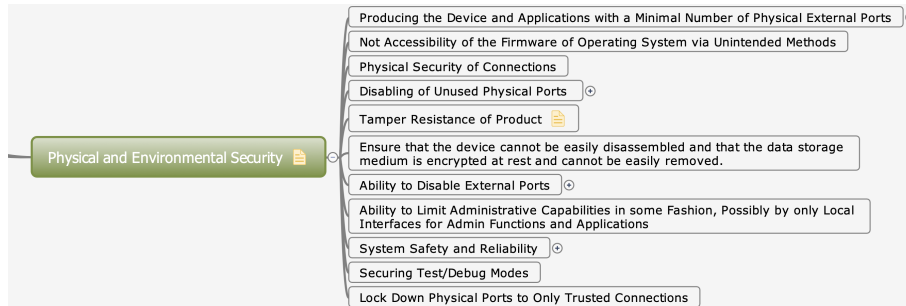 Producing the Device and Applications with a Minimal Number of Physical External Ports
Not Accessibility of the Firmware of Operating System via Unintended Methods
Physical Security of Connections
Disabling of Unused Physical Ports
Tamper Resistance of Product
Physical and Environmental Security
Ensure that the device cannot be easily disassembled and that the data storage
medium is encrypted at rest and cannot be easily removed.
Ability to Disable External Ports
Ability to Limit Administrative Capabilities in some Fashion, Possibly by only Local
Interfaces for Admin Functions and Applications
System Safety and Reliability
Securing Test/Debug Modes
Lock Down Physical Ports to Only Trusted Connections